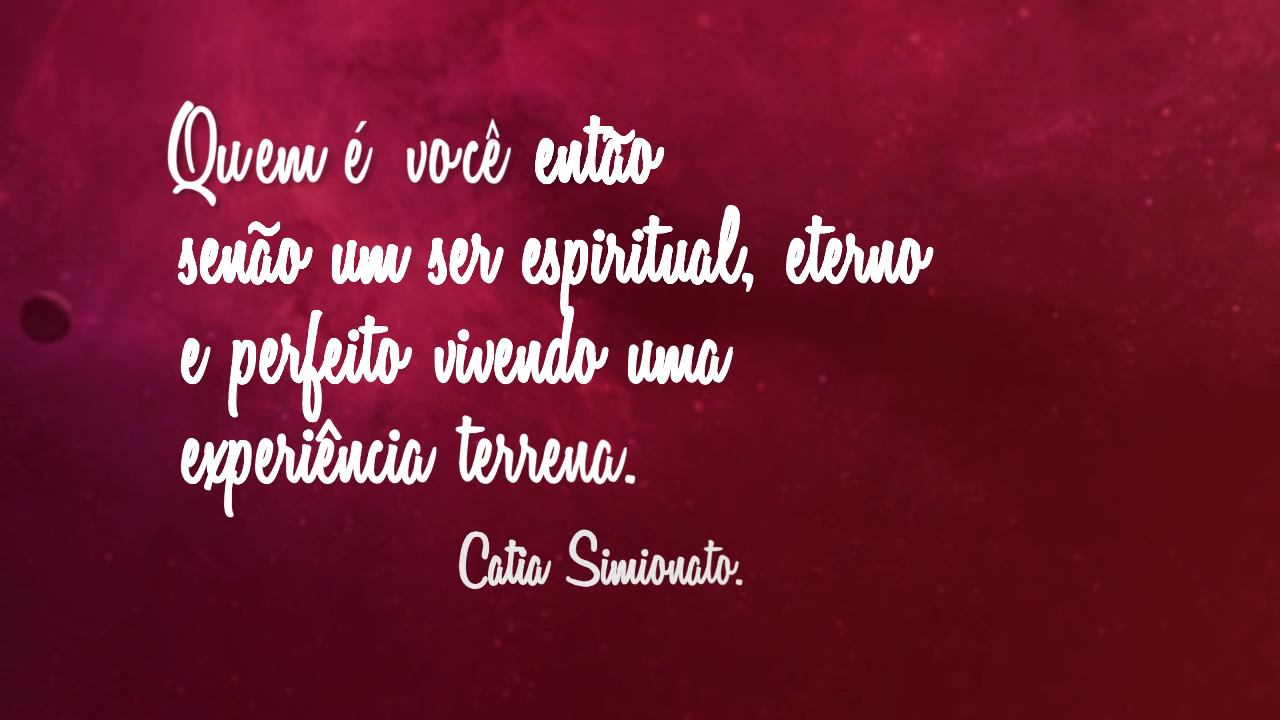 Quem é você então
senão um ser espiritual, eterno
e perfeito vivendo uma
experiência terrena.
Catia Simionato.